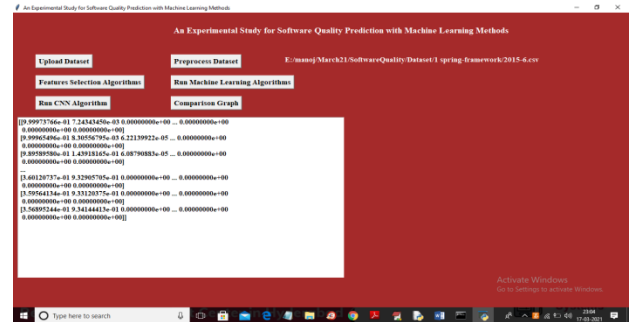 An Experimental Study for Software Quality Prediction with Machine Learning Methods
An Experimental Study for Software Quality Prediction with Machine Learning Methods
Upload Dataset
Preprocess Dataset
E:/manoj/March21/SoftwareQuality/Dataset/1 spring-framework/2015-6.csv
Features Selection Algorithms
Run Machine Learning Algorithms
Run CNN Algorithm
Comparison Graph
[[9.99973766e-01 7.24343450e-03 0.00000000e+00 ... 0.00000000e+00
0.00000000e+00 0.00000000e+00]
[9.99965496e-01 8.30556795e-03 6.22139922e-05 ... 0.00000000e+00
0.00000000e+00 0.00000000e+00]
[9.89589580e-01 1.43918165e-01 6.08790883e-05 ... 0.00000000e+00
0.00000000e+00 0.00000000e+00]
...
[3.60120737e-01 9.32905705e-01 0.00000000e+00 ... 0.00000000e+00
0.00000000e+00 0.00000000e+00]
[3.59564134e-01 9.33120375e-01 0.00000000e+00 ... 0.00000000e+00
0.00000000e+00 0.00000000e+00]
[3.56895244e-01 9.34144413e-01 0.00000000e+00 ... 0.00000000e+00
0.00000000e+00 0.00000000e+00]]
Activate Windows
Go to Settings to activate Windows.
Type here to search
23:04
17-03-2021